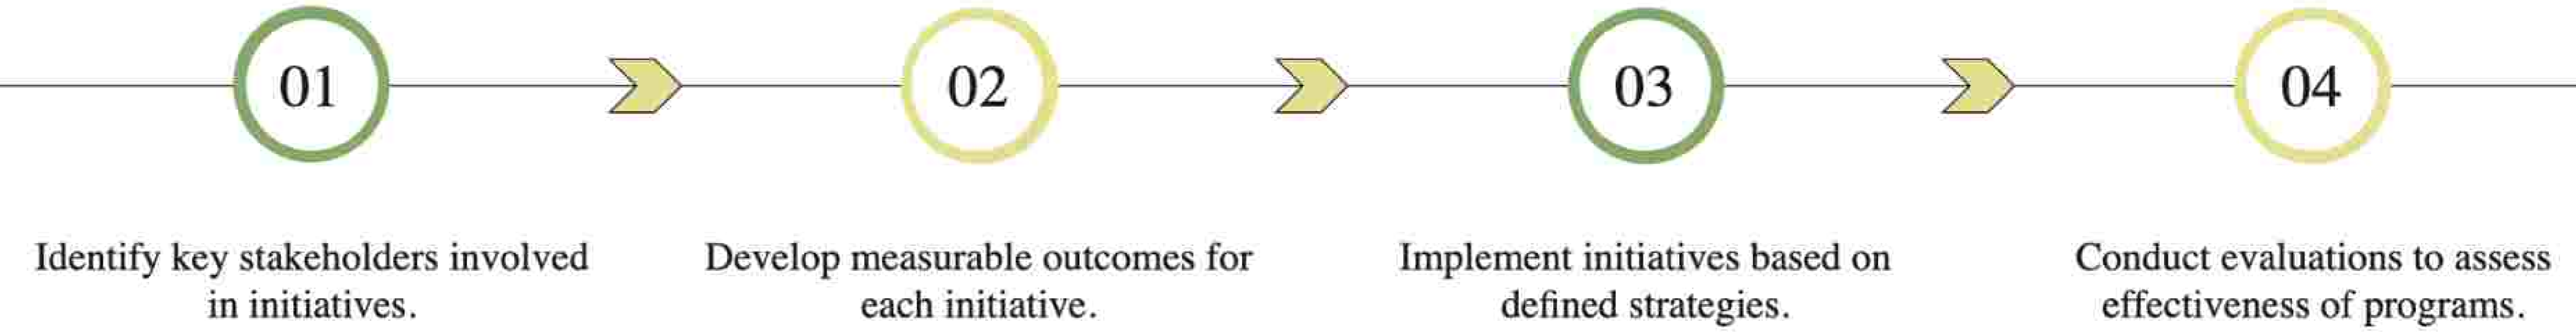 01
Identify key stakeholders involved
in initiatives.
02
Develop measurable outcomes for
each initiative.
03
Implement initiatives based on
defined strategies.
04
Conduct evaluations to assess
effectiveness of programs.